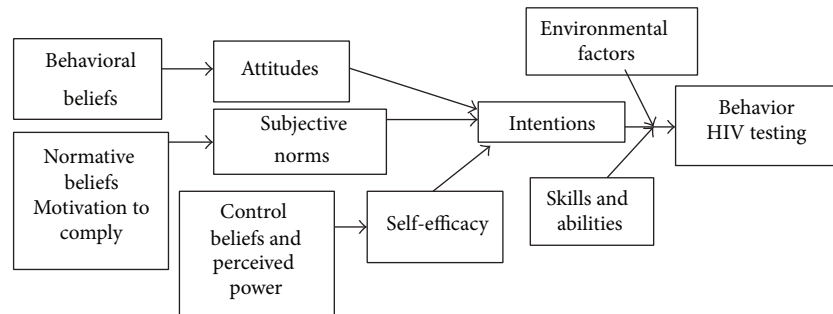 Behavioral
beliefs
Attitudes
Environmental
factors
Normative
beliefs
Motivation to
comply
Subjective
norms
Intentions
Behavior
HIV testing
Control
beliefs and
perceived
power
Self-efficacy
Skills and
abilities